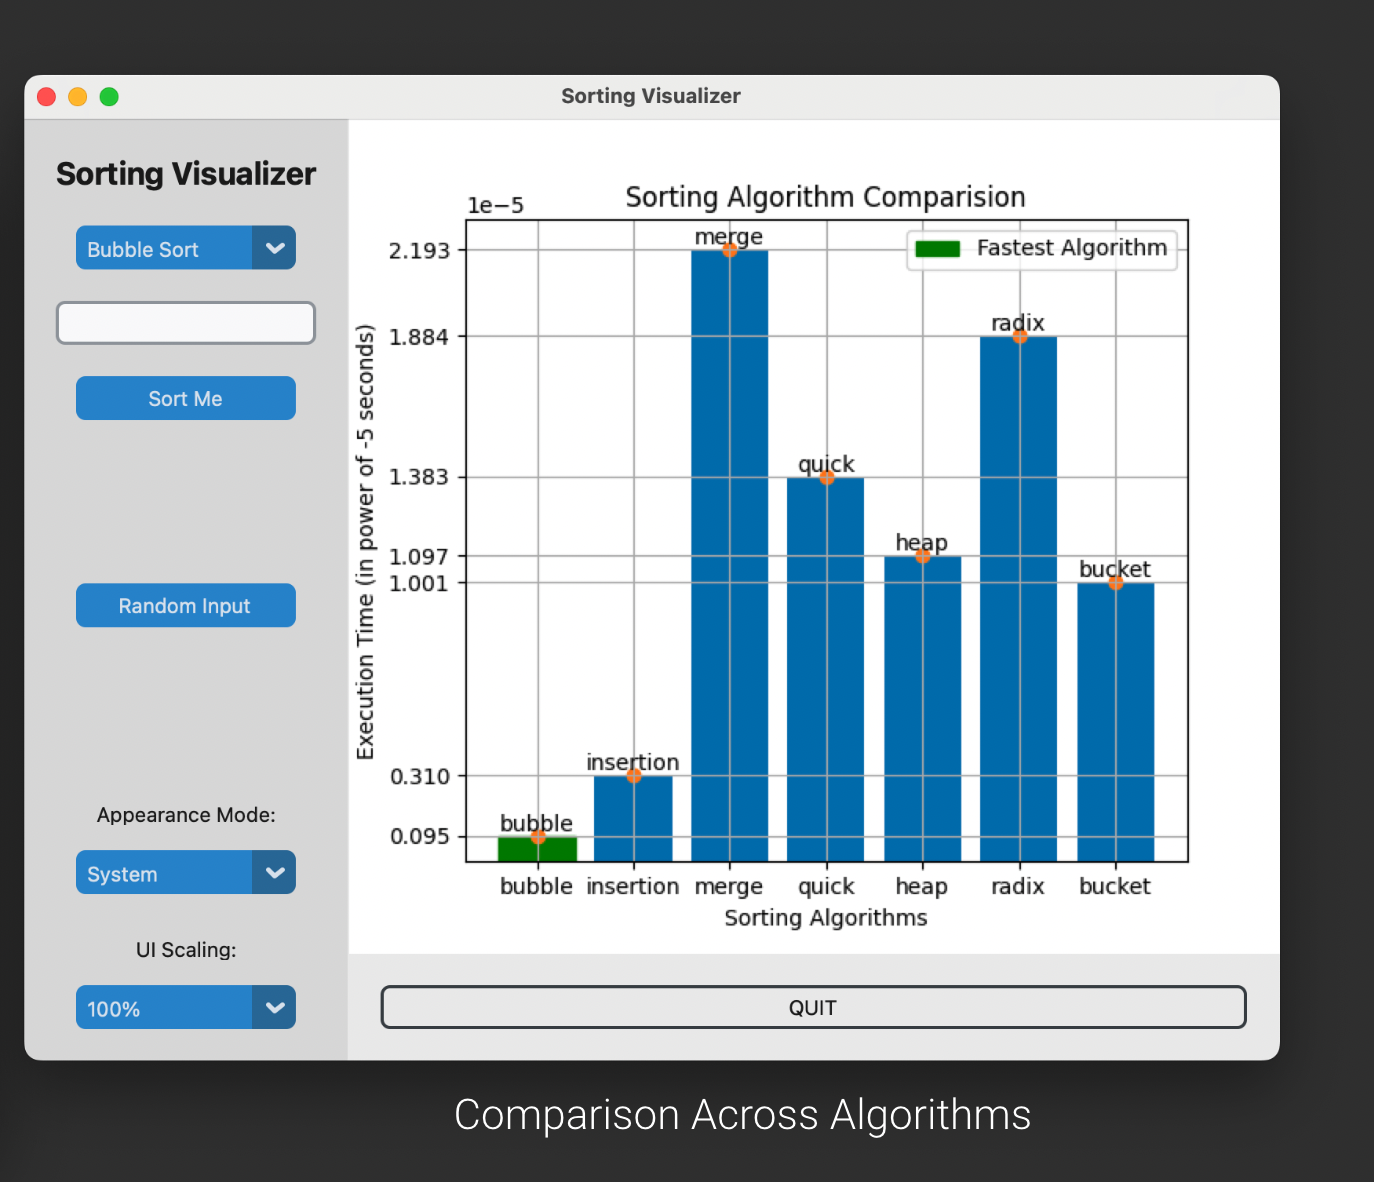 Sorting Visualizer
Sorting Visualizer
Bubble Sort
Sort Me
Random Input
Appearance Mode:
System
UI Scaling:
100%
Sorting Algorithm Comparision
1e-5
Fastest Algorithm
Execution Time (in power of -5 seconds)
2.193
1.884
1.383
1.097
1.001
0.310
0.095
merge
radix
quick
heap
bucket
insertion
bubble
bubble insertion merge quick heap radix bucket
Sorting Algorithms
QUIT
Comparison Across Algorithms